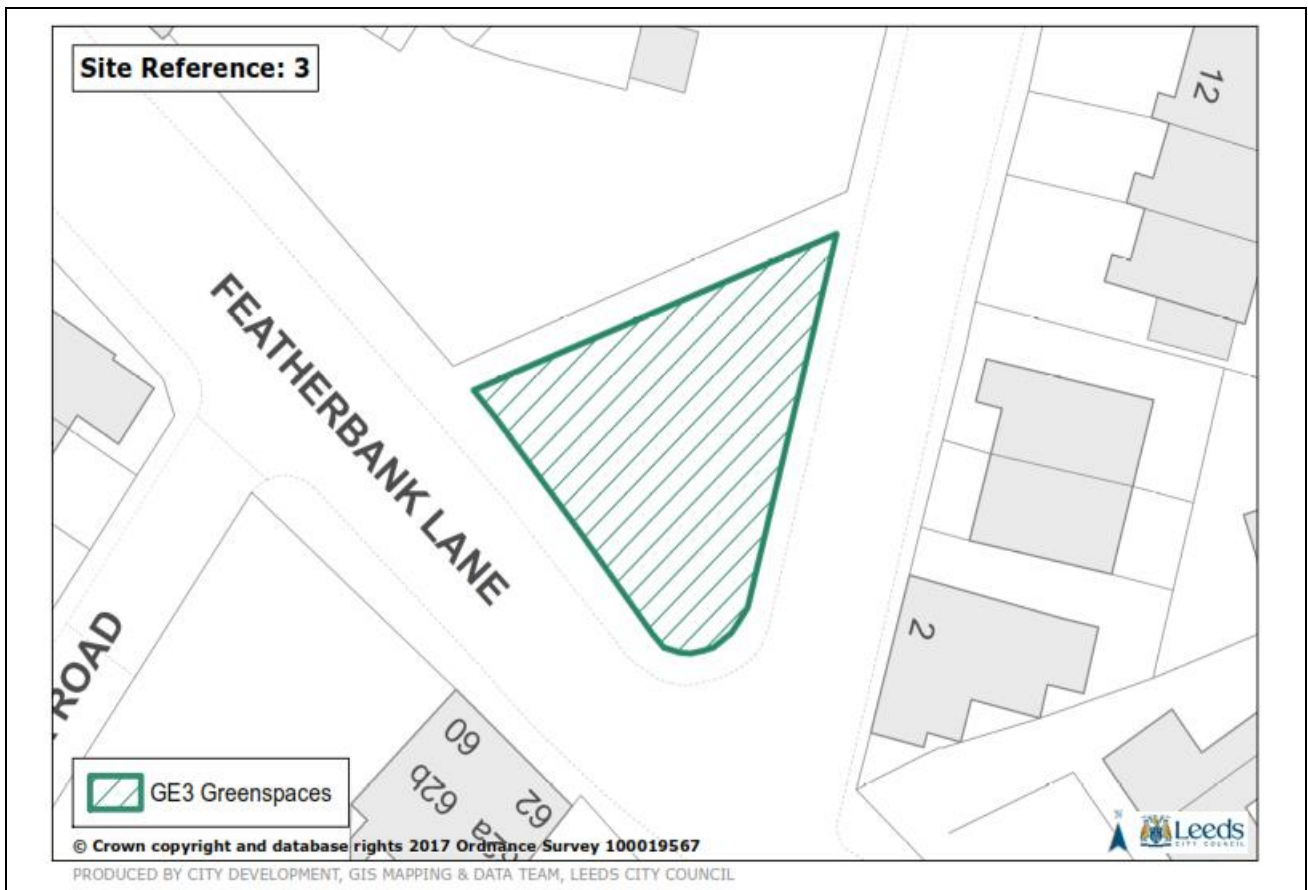 Site Reference: 3
12
FEATHERBANK LANE
2
ROAD
60
62b
62
GE3 Greenspaces
© Crown copyright and database rights 2017 Ordnance Survey 100019567
Leeds
CITY COUNCIL
PRODUCED BY CITY DEVELOPMENT, GIS MAPPING & DATA TEAM, LEEDS CITY COUNCIL